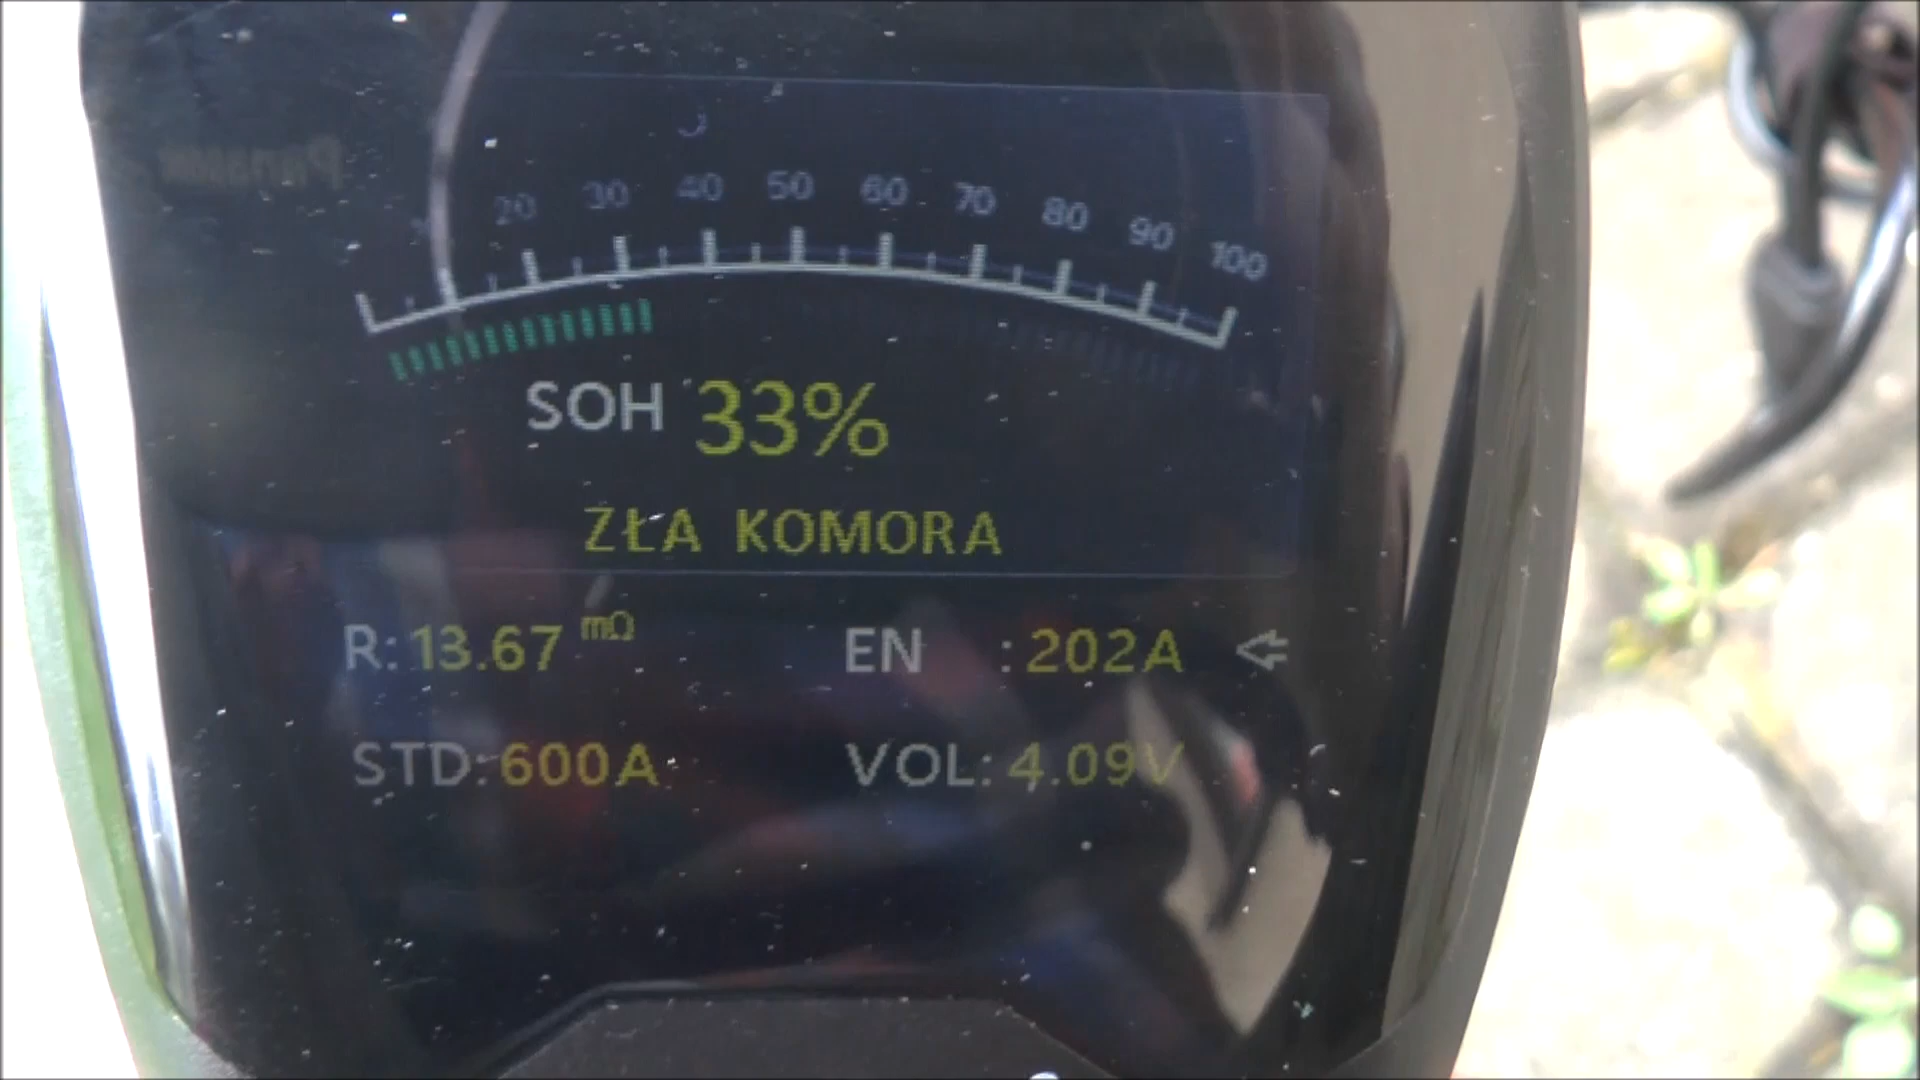 20 30 40 50 60 70 80 90 100
SOH 33%
ZŁA KOMORA
R: 13.67 mΩ EN : 202A
STD: 600A VOL: 4.09V